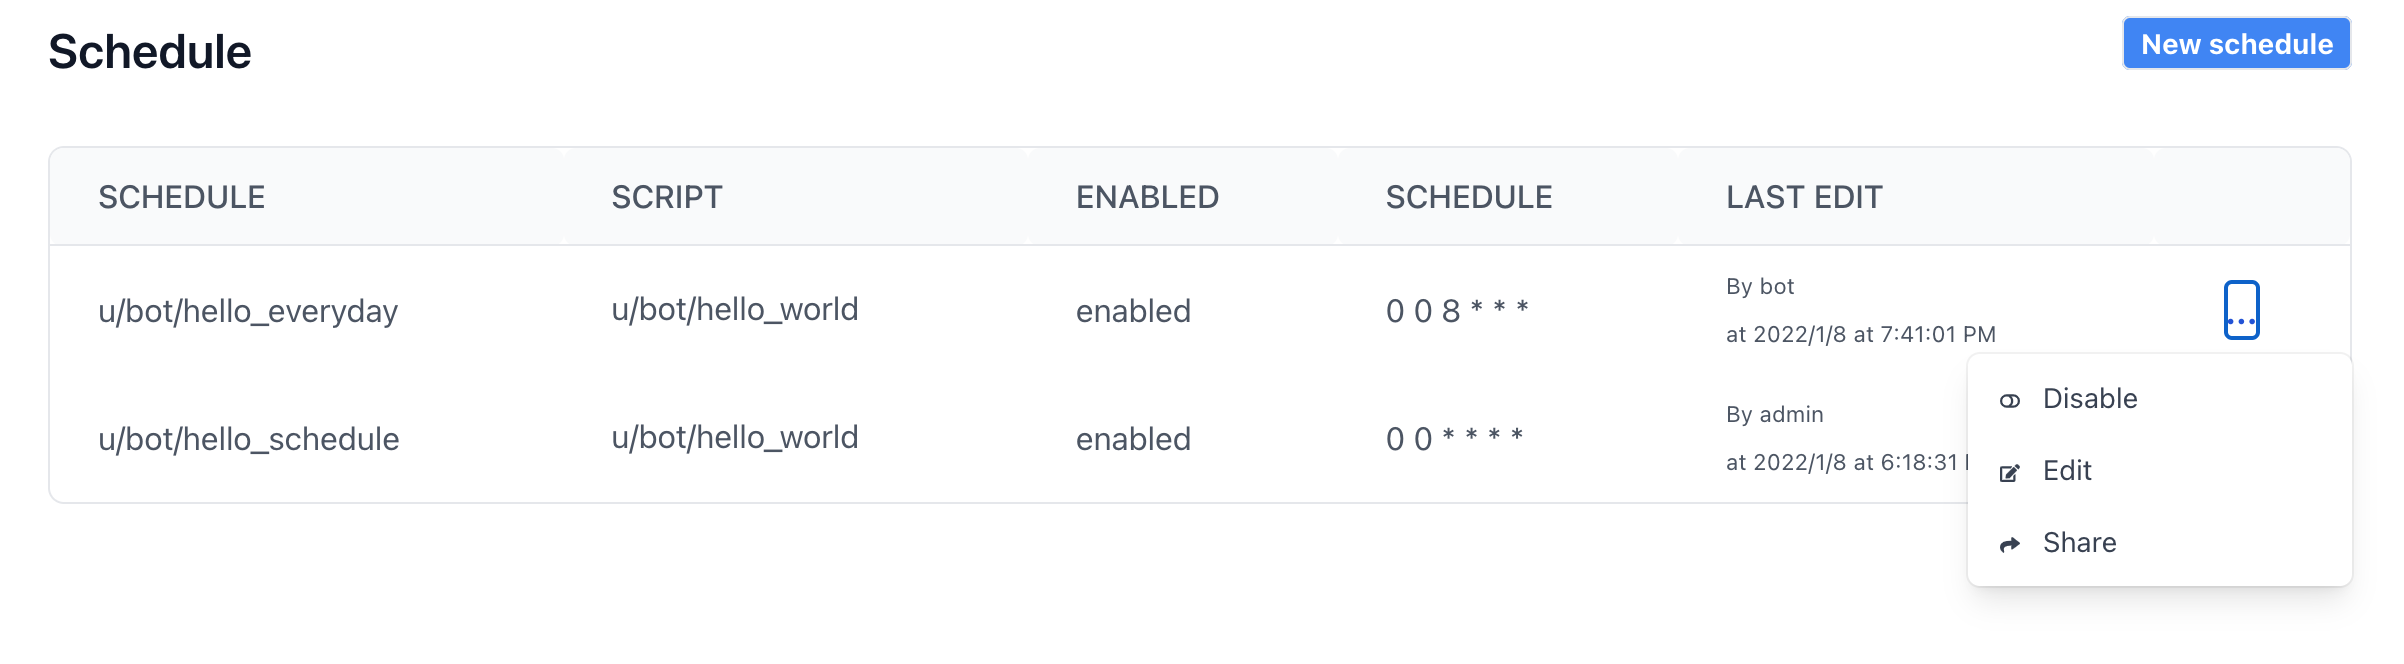 Schedule
New schedule
SCHEDULE SCRIPT ENABLED SCHEDULE LAST EDIT
u/bot/hello_everyday u/bot/hello_world enabled 0 0 8 * * * By bot
at 2022/1/8 at 7:41:01 PM
...
u/bot/hello_schedule u/bot/hello_world enabled 0 0 * * * * By admin
at 2022/1/8 at 6:18:31
Disable
Edit
Share